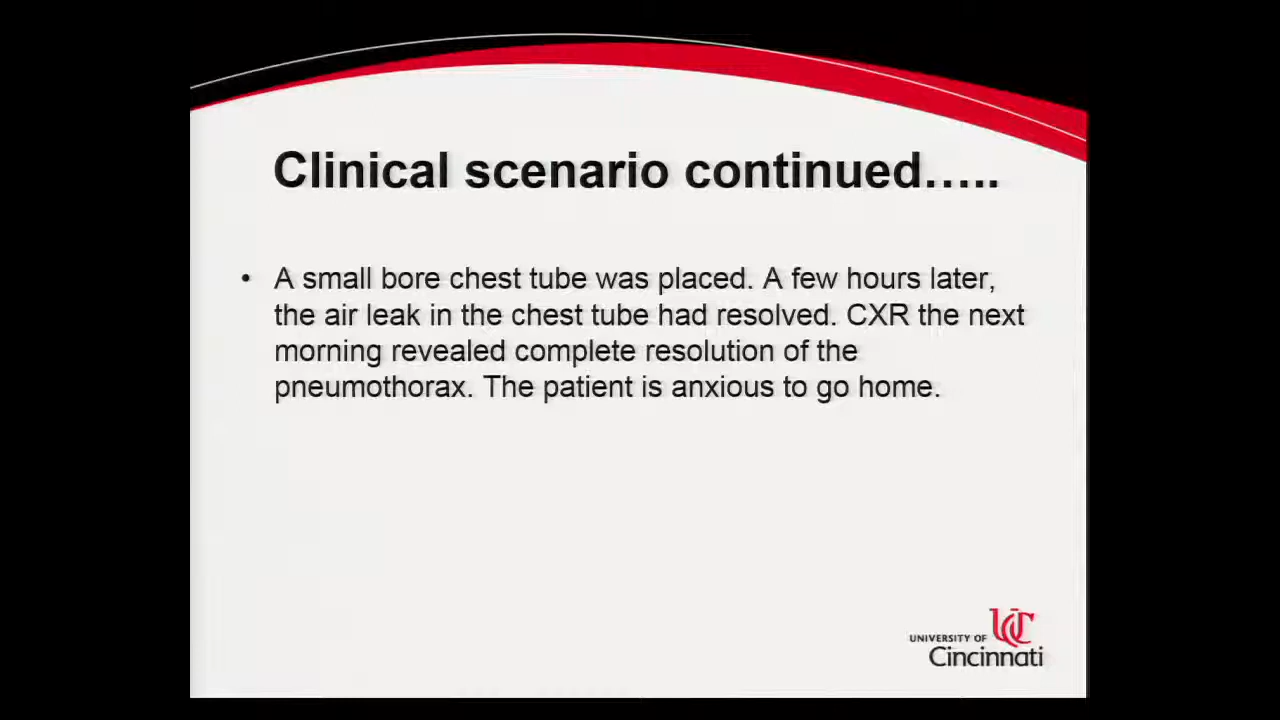 Clinical scenario continued…..
• A small bore chest tube was placed. A few hours later,
the air leak in the chest tube had resolved. CXR the next
morning revealed complete resolution of the
pneumothorax. The patient is anxious to go home.
UC
UNIVERSITY OF
Cincinnati